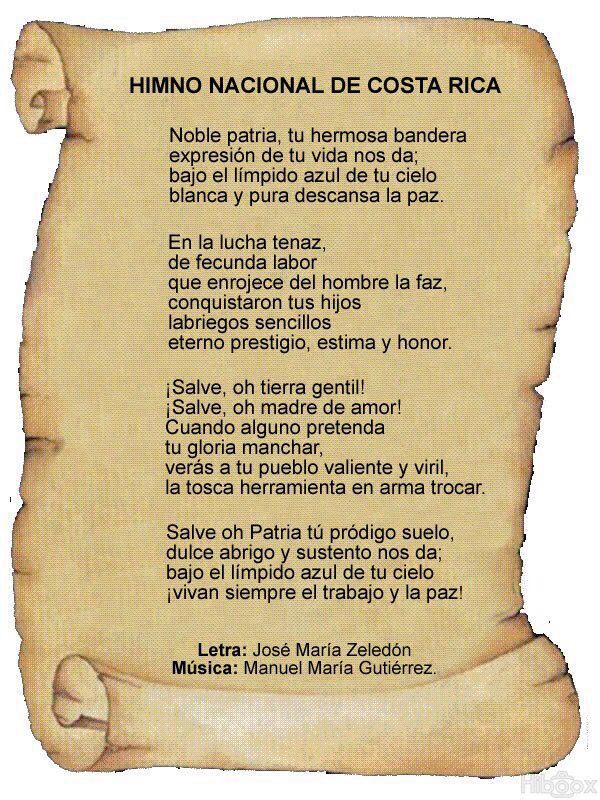 HIMNO NACIONAL DE COSTA RICA
Noble patria, tu hermosa bandera
expresión de tu vida nos da;
bajo el límpido azul de tu cielo
blanca y pura descansa la paz.
En la lucha tenaz,
de fecunda labor
que enrojece del hombre la faz,
conquistaron tus hijos
labriegos sencillos
eterno prestigio, estima y honor.
¡Salve, oh tierra gentil!
¡Salve, oh madre de amor!
Cuando alguno pretenda
tu gloria manchar,
verás a tu pueblo valiente y viril,
la tosca herramienta en arma trocar.
Salve oh Patria tú pródigo suelo,
dulce abrigo y sustento nos da;
bajo el límpido azul de tu cielo
¡vivan siempre el trabajo y la paz!
Letra: José María Zeledón
Música: Manuel María Gutiérrez.
Hiboox